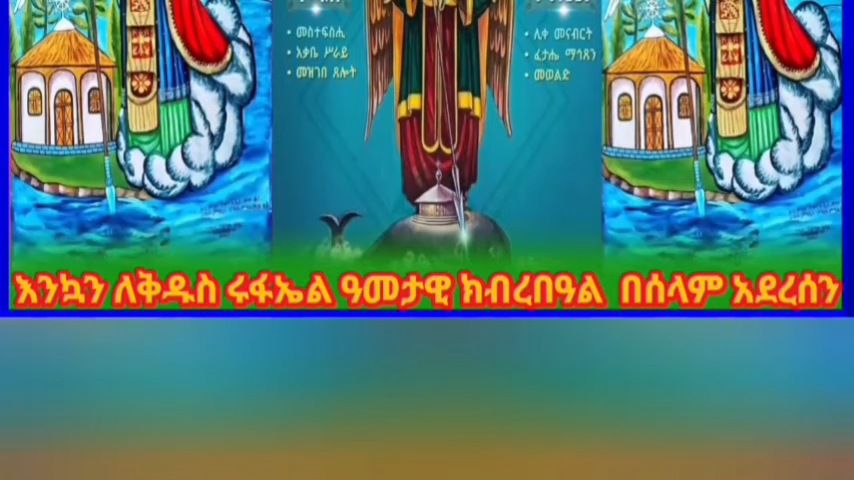 • መስተፍስሒ
• አቃቤ ሥራይ
• መዝገበ ጸሎት
• ሊቀ መናብርት
• ፈታሔ ማኅጸን
• መወልድ
እንኳን ለቅዱስ ሩፋኤል ዓመታዊ ክብረበዓል በሰላም አደረሰን